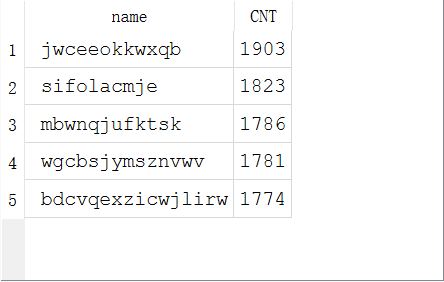 name CNT
1 jwceeokkwxqb 1903
2 sifolacmje 1823
3 mbwnqjufktsk 1786
4 wgcbsjymsznvwv 1781
5 bdcvqexzicwjlirw 1774